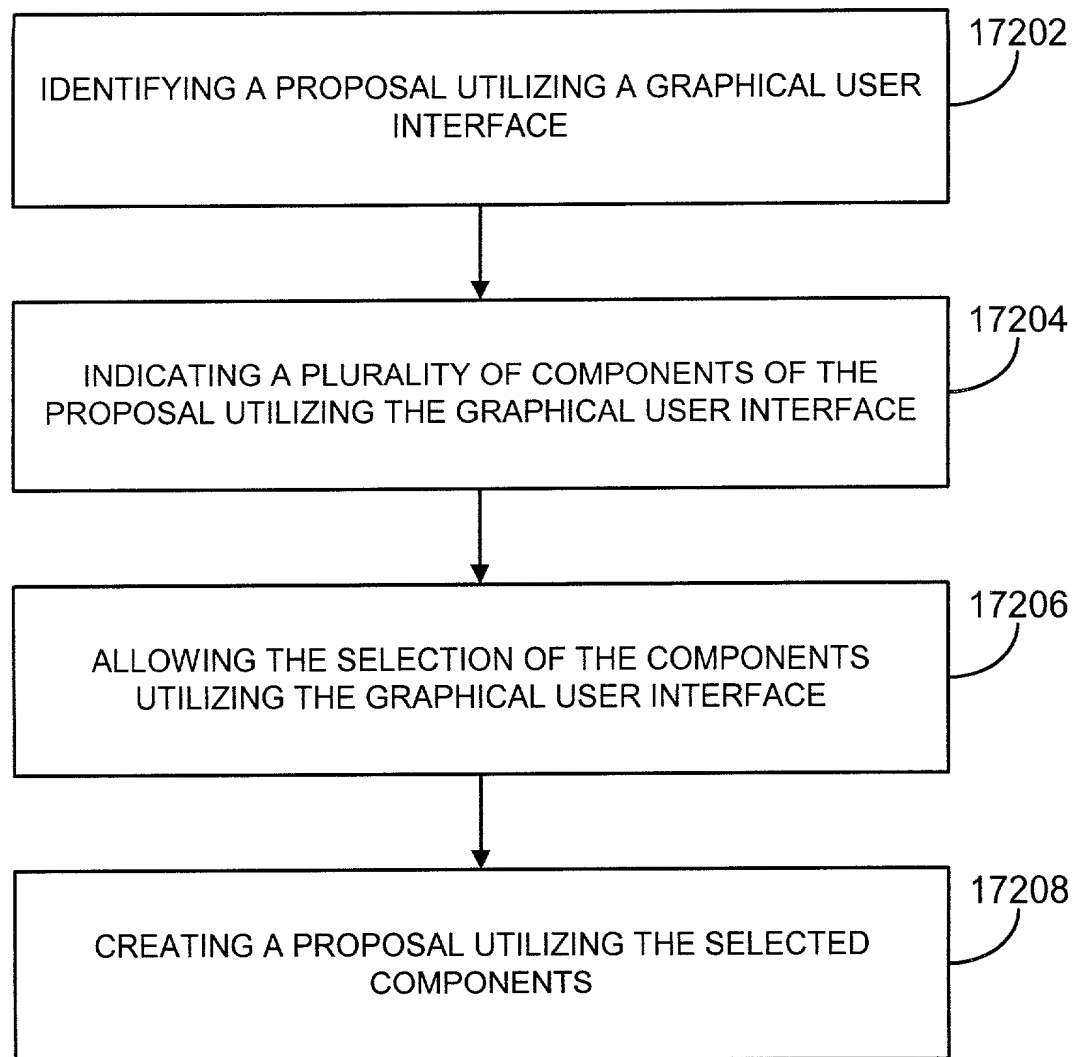 17202
IDENTIFYING A PROPOSAL UTILIZING A GRAPHICAL USER
INTERFACE
17204
INDICATING A PLURALITY OF COMPONENTS OF THE
PROPOSAL UTILIZING THE GRAPHICAL USER INTERFACE
17206
ALLOWING THE SELECTION OF THE COMPONENTS
UTILIZING THE GRAPHICAL USER INTERFACE
17208
CREATING A PROPOSAL UTILIZING THE SELECTED
COMPONENTS